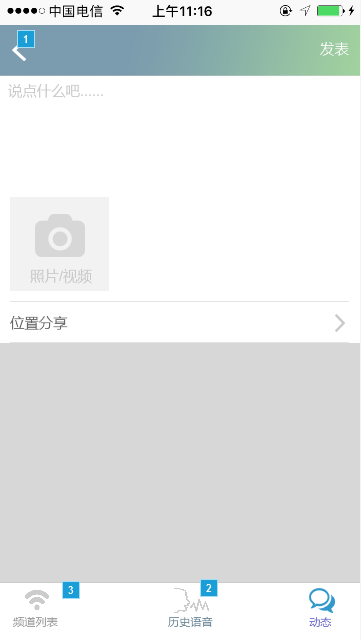 中国电信
上午11:16
1
发表
说点什么吧......
照片/视频
位置分享
3
2
频道列表
历史语音
动态